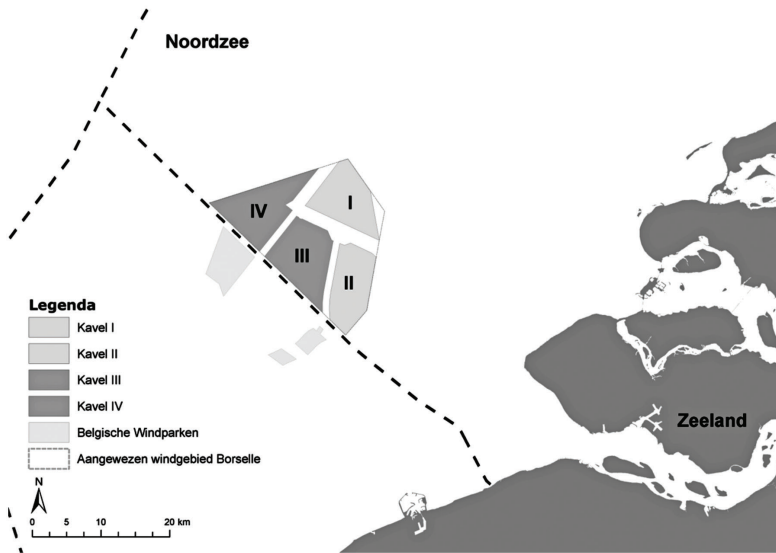 Noordzee
I
IV
III
II
Legenda
Kavel I
Kavel II
Kavel III
Kavel IV
Belgische Windparken
Aangewezen windgebied Borselle
Zeeland
N
0 5 10 20 km